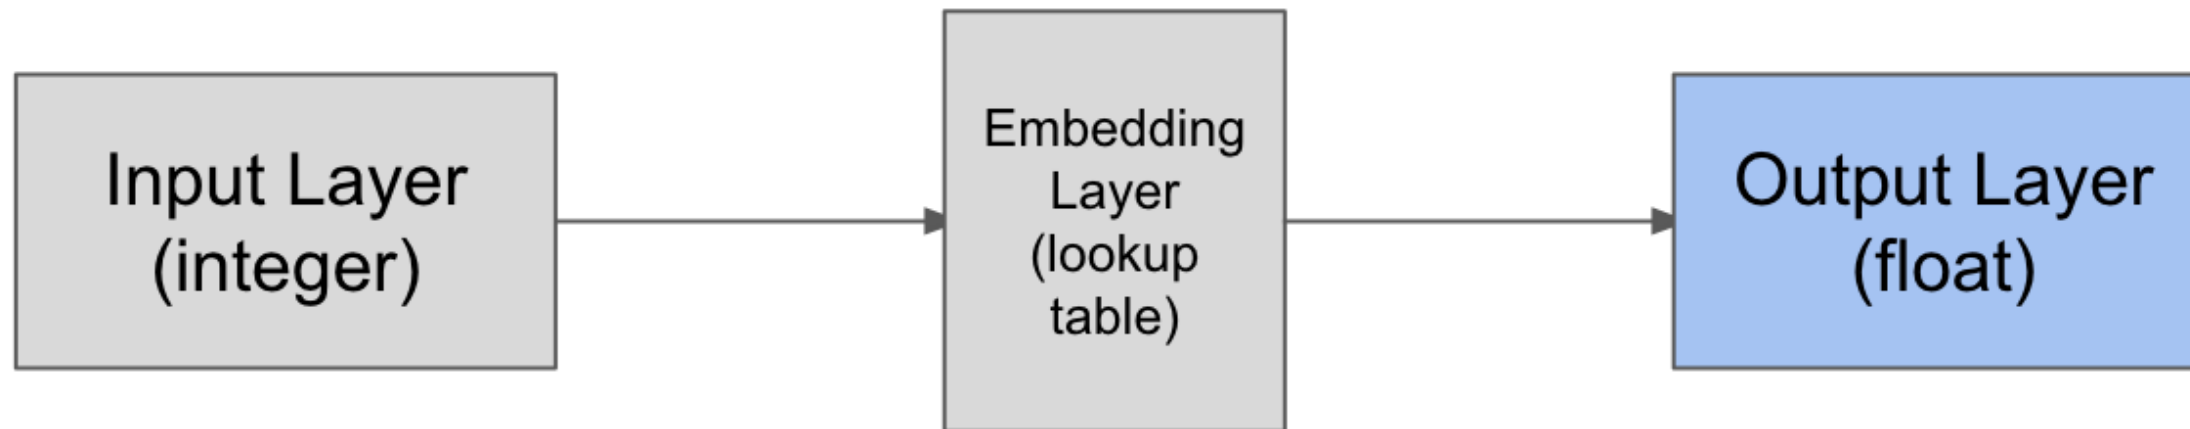 Input Layer
(integer)
Embedding
Layer
(lookup
table)
Output Layer
(float)